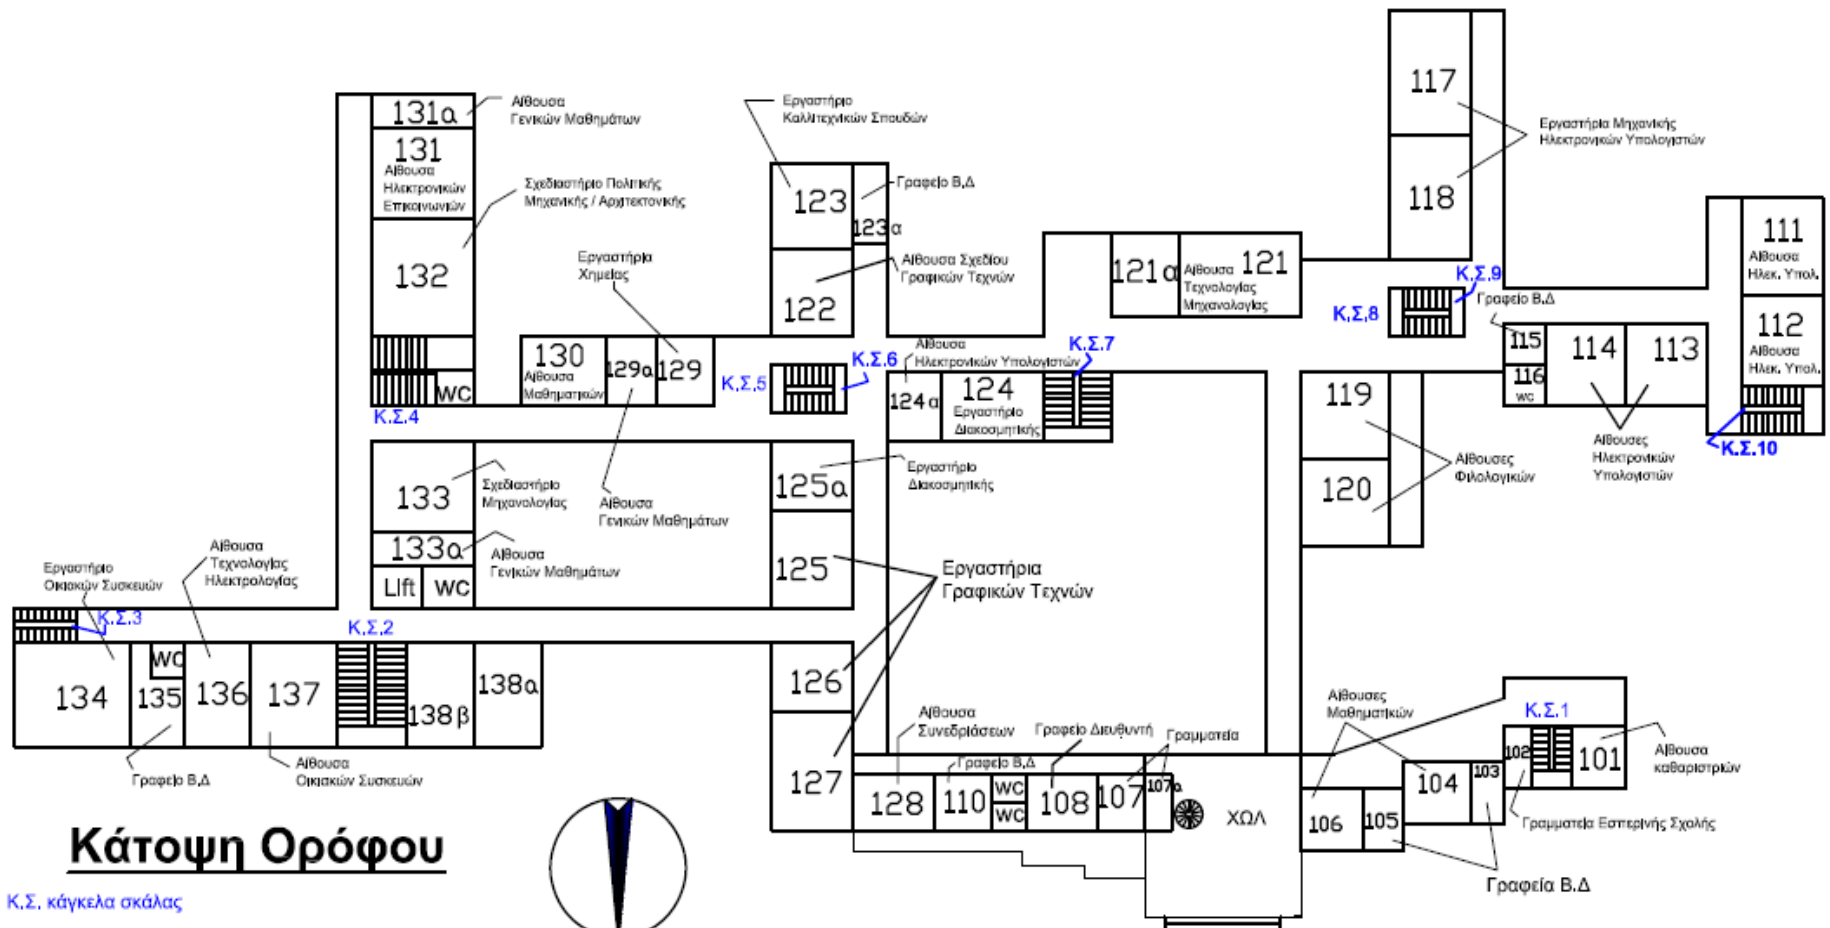 117
Εργαστήρια Μηχανικής
Ηλεκτρονικών Υπολογιστών
118
131α
Αίθουσα
Γενικών Μαθημάτων
131
Αίθουσα
Ηλεκτρονικών
Επικοινωνιών
Σχεδιαστήριο Πολιτικής
Μηχανικής / Αρχιτεκτονικής
132
Εργαστήριο
Καλλιτεχνικών Σπουδών
123
Γραφείο Β.Δ
123α
Αίθουσα Σχεδίου
Γραφικών Τεχνών
122
Εργαστήρια
Χημείας
121α
Αίθουσα
Τεχνολογίας
Μηχανολογίας
121
111
Αίθουσα
Ηλεκ. Υπολ.
112
Αίθουσα
Ηλεκ. Υπολ.
Κ.Σ.9
Κ.Σ.8
Γραφείο Β.Δ
115
116
WC
114
113
Αίθουσες
Ηλεκτρονικών
Υπολογιστών
Κ.Σ.10
WC
Κ.Σ.4
130
Αίθουσα
Μαθηματικών
129α
129
Κ.Σ.5
Κ.Σ.6
Αίθουσα
Ηλεκτρονικών Υπολογιστών
Κ.Σ.7
124α
124
Εργαστήριο
Διακοσμητικής
119
120
Αίθουσες
Φιλολογικών
133
Σχεδιαστήριο
Μηχανολογίας
Αίθουσα
Γενικών Μαθημάτων
133α
Αίθουσα
Γενικών Μαθημάτων
Lift
WC
125α
Εργαστήριο
Διακοσμητικής
125
Εργαστήρια
Γραφικών Τεχνών
Εργαστήριο
Οικιακών Συσκευών
Αίθουσα
Τεχνολογίας
Ηλεκτρολογίας
Κ.Σ.3
Κ.Σ.2
134
WC
135
136
137
138β
138α
Γραφείο Β.Δ
Αίθουσα
Οικιακών Συσκευών
126
127
Αίθουσα
Συνεδριάσεων
Γραφείο Διευθυντή
Γραμματεία
Γραφείο Β.Δ
128
110
WC
WC
108
107
107α
ΧΩΛ
Αίθουσες
Μαθηματικών
106
105
104
103
102
Κ.Σ.1
101
Αίθουσα
καθαριστριών
Γραμματεία Εσπερινής Σχολής
Γραφεία Β.Δ
Κάτοψη Ορόφου
Κ.Σ. κάγκελα σκάλας